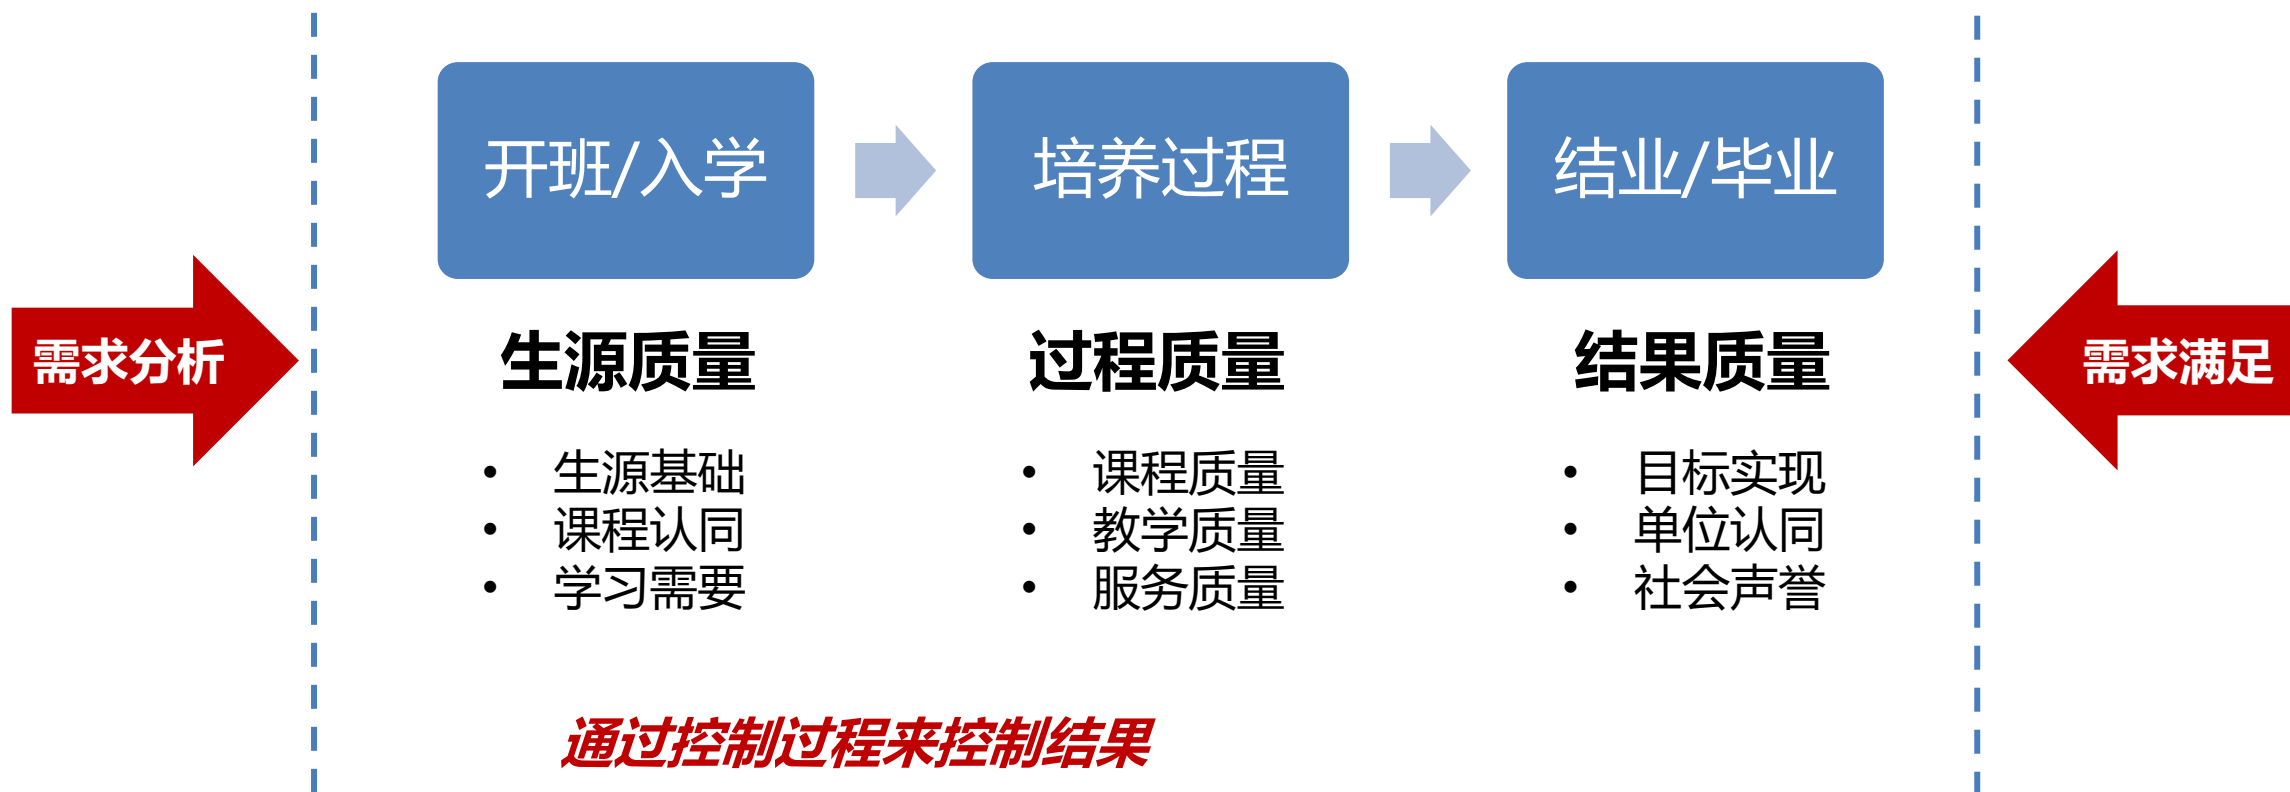 开班/入学
培养过程
结业/毕业
需求分析
生源质量
过程质量
结果质量
需求满足
• 生源基础
• 课程认同
• 学习需要
• 课程质量
• 教学质量
• 服务质量
• 目标实现
• 单位认同
• 社会声誉
通过控制过程来控制结果